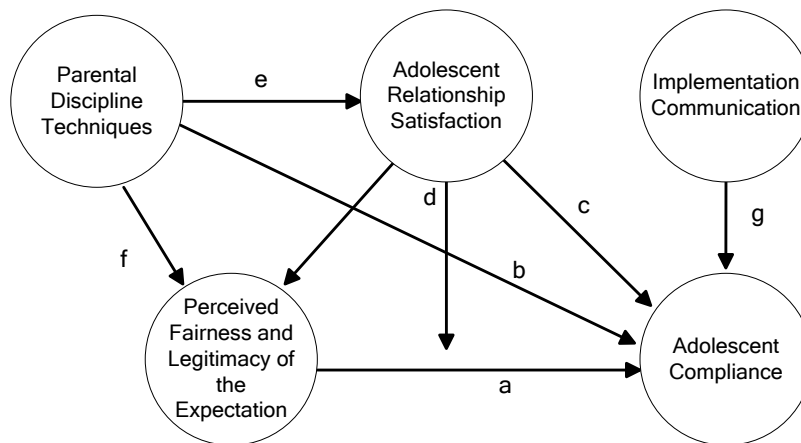 Parental
Discipline
Techniques
e
Adolescent
Relationship
Satisfaction
Implementation
Communication
d
c
g
f
b
Perceived
Fairness and
Legitimacy of
the
Expectation
a
Adolescent
Compliance